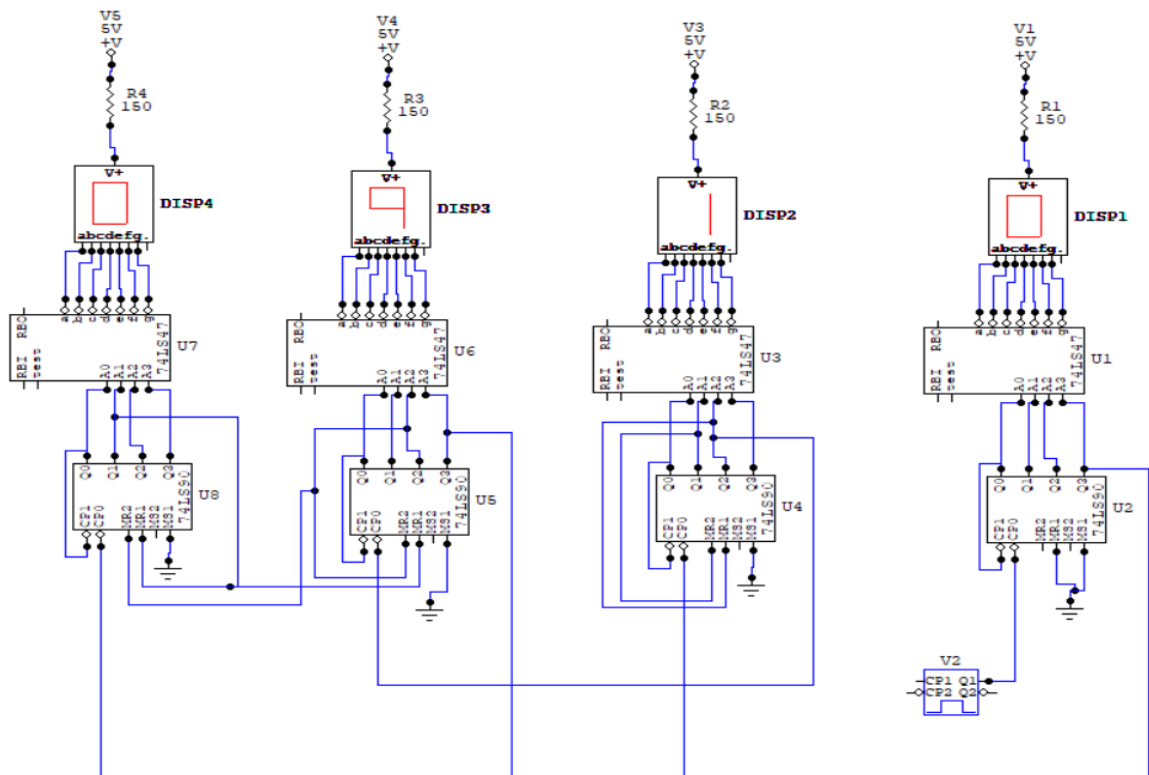 V5
5V
+V
V4
5V
+V
V3
5V
+V
V1
5V
+V
R4
150
R3
150
R2
150
R1
150
V+
DISP4
abcdefg.
V+
DISP3
abcdefg.
V+
DISP2
abcdefg.
V+
DISP1
abcdefg.
RBO a b c d e f g
U7
74LS47
RBI test A0 A1 A2 A3
RBO a b c d e f g
U6
74LS47
RBI test A0 A1 A2 A3
RBO a b c d e f g
U3
74LS47
RBI test A0 A1 A2 A3
RBO a b c d e f g
U1
74LS47
RBI test A0 A1 A2 A3
Q0 Q1 Q2 Q3
U8
74LS90
CP1 CP0 MR2 MR1 MS2 MS1
Q0 Q1 Q2 Q3
U5
74LS90
CP1 CP0 MR2 MR1 MS2 MS1
Q0 Q1 Q2 Q3
U4
74LS90
CP1 CP0 MR2 MR1 MS2 MS1
Q0 Q1 Q2 Q3
U2
74LS90
CP1 CP0 MR2 MR1 MS2 MS1
V2
CP1 Q1
CP2 Q2